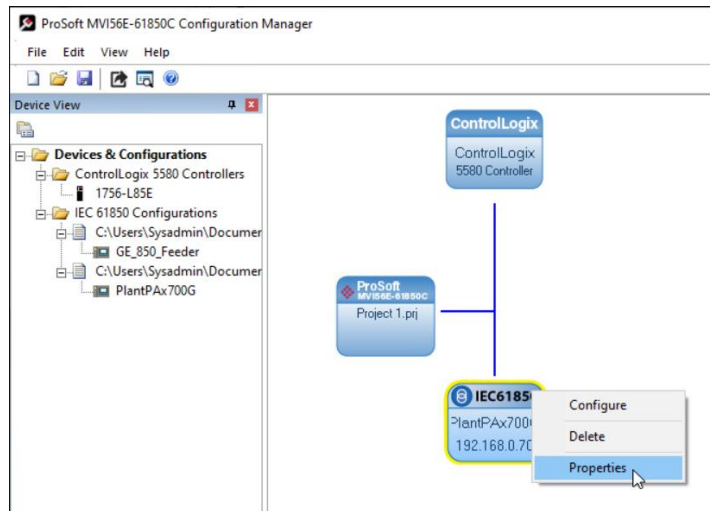 ProSoft MVI56E-61850C Configuration Manager
File Edit View Help
Device View
Devices & Configurations
ControlLogix 5580 Controllers
1756-L85E
IEC 61850 Configurations
C:\Users\Sysadmin\Documer
GE_850_Feeder
C:\Users\Sysadmin\Documer
PlantPAx700G
ControlLogix
ControlLogix
5580 Controller
ProSoft
MVI56E-61850C
Project 1.prj
IEC6185
PlantPAx700
192.168.0.70
Configure
Delete
Properties